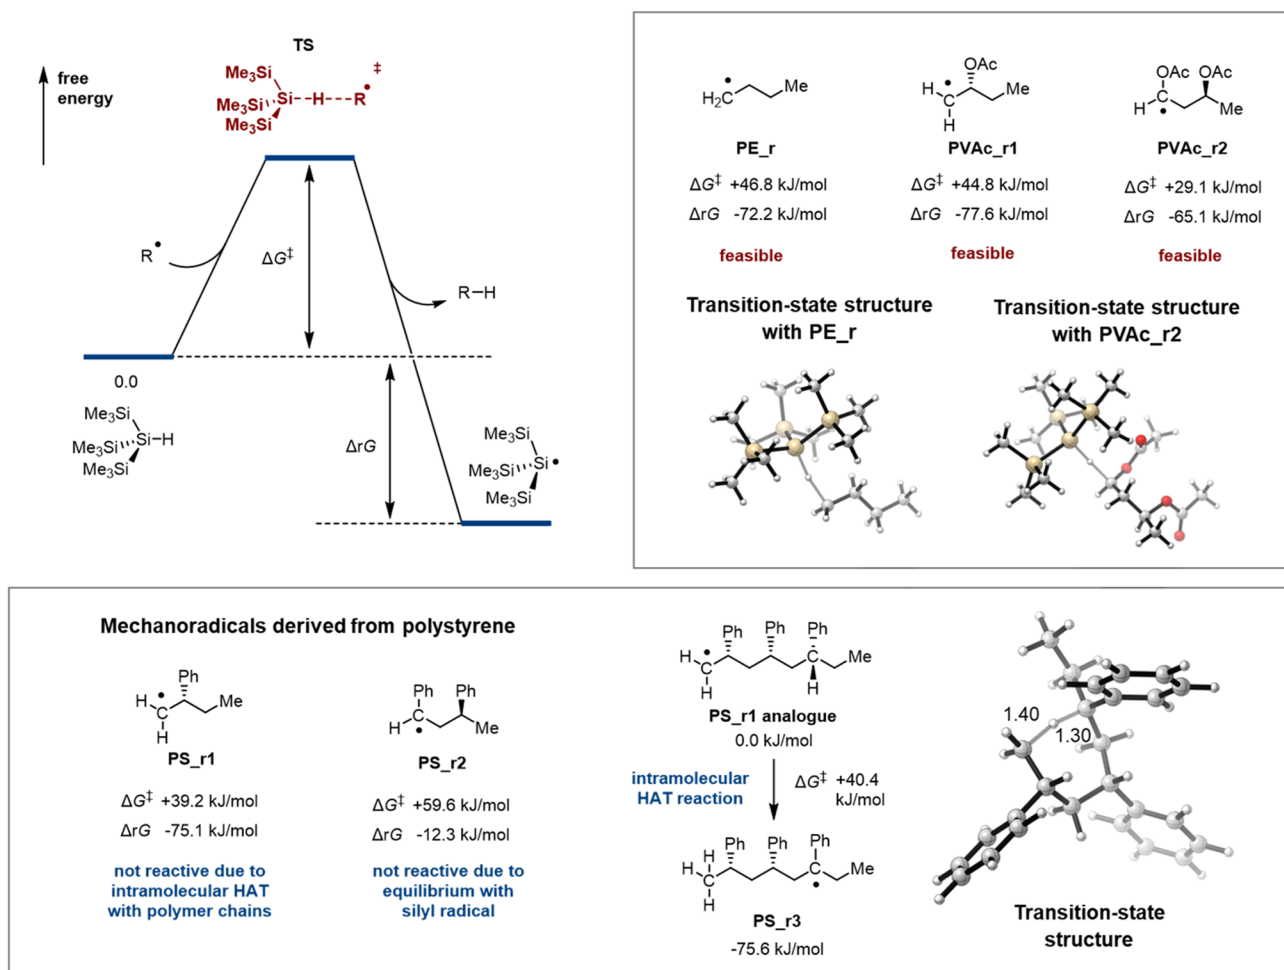 TS
free
energy
Me₃Si
Me₃Si Si--H---R•
Me₃Si
‡
R•
ΔG‡
R–H
0.0
Me₃Si
Me₃Si Si–H
Me₃Si
ΔrG
Me₃Si
Me₃Si Si•
Me₃Si
H₂C Me
PE_r
ΔG‡ +46.8 kJ/mol
ΔrG -72.2 kJ/mol
feasible
OAc
H C Me
H
PVAc_r1
ΔG‡ +44.8 kJ/mol
ΔrG -77.6 kJ/mol
feasible
OAc OAc
H C Me
PVAc_r2
ΔG‡ +29.1 kJ/mol
ΔrG -65.1 kJ/mol
feasible
Transition-state structure
with PE_r
Transition-state structure
with PVAc_r2
Mechanoradicals derived from polystyrene
Ph
H C Me
H
PS_r1
ΔG‡ +39.2 kJ/mol
ΔrG -75.1 kJ/mol
not reactive due to
intramolecular HAT
with polymer chains
Ph Ph
H C Me
PS_r2
ΔG‡ +59.6 kJ/mol
ΔrG -12.3 kJ/mol
not reactive due to
equilibrium with
silyl radical
Ph Ph Ph
H C C Me
H H
PS_r1 analogue
0.0 kJ/mol
intramolecular
HAT reaction
ΔG‡ +40.4
kJ/mol
Ph Ph Ph
H
H C C Me
H
PS_r3
-75.6 kJ/mol
1.40
1.30
Transition-state
structure